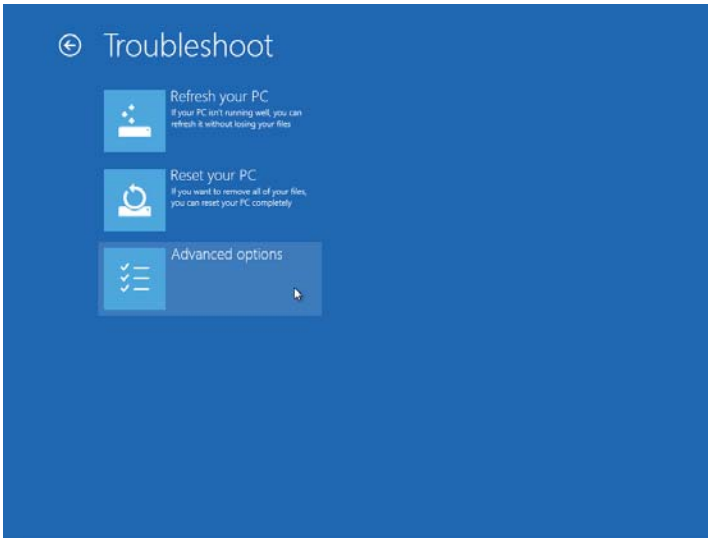 Troubleshoot
Refresh your PC
If your PC isn't running well, you can
refresh it without losing your files
Reset your PC
If you want to remove all of your files,
you can reset your PC completely
Advanced options